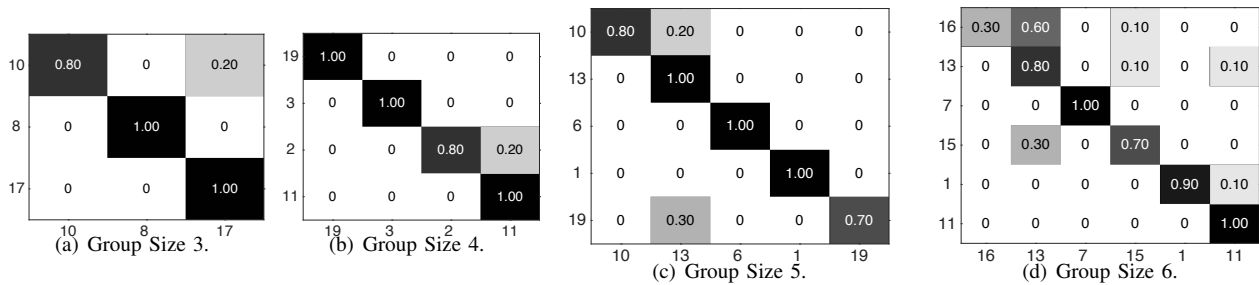 10 0.80 0 0.20
8 0 1.00 0
17 0 0 1.00
10 8 17
(a) Group Size 3.
19 1.00 0 0 0
3 0 1.00 0 0
2 0 0 0.80 0.20
11 0 0 0 1.00
19 3 2 11
(b) Group Size 4.
10 0.80 0.20 0 0 0
13 0 1.00 0 0 0
6 0 0 1.00 0 0
1 0 0 0 1.00 0
19 0 0.30 0 0 0.70
10 13 6 1 19
(c) Group Size 5.
16 0.30 0.60 0 0.10 0 0
13 0 0.80 0 0.10 0 0.10
7 0 0 1.00 0 0 0
15 0 0.30 0 0.70 0 0
1 0 0 0 0 0.90 0.10
11 0 0 0 0 0 1.00
16 13 7 15 1 11
(d) Group Size 6.